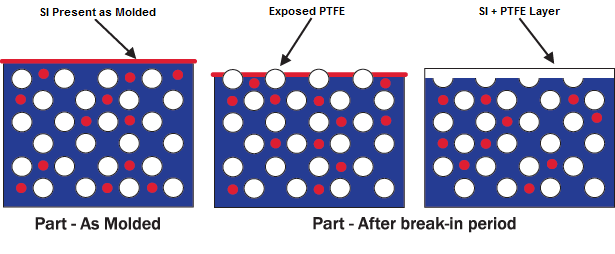 SI Present as Molded
Exposed PTFE
SI + PTFE Layer
Part - As Molded
Part - After break-in period